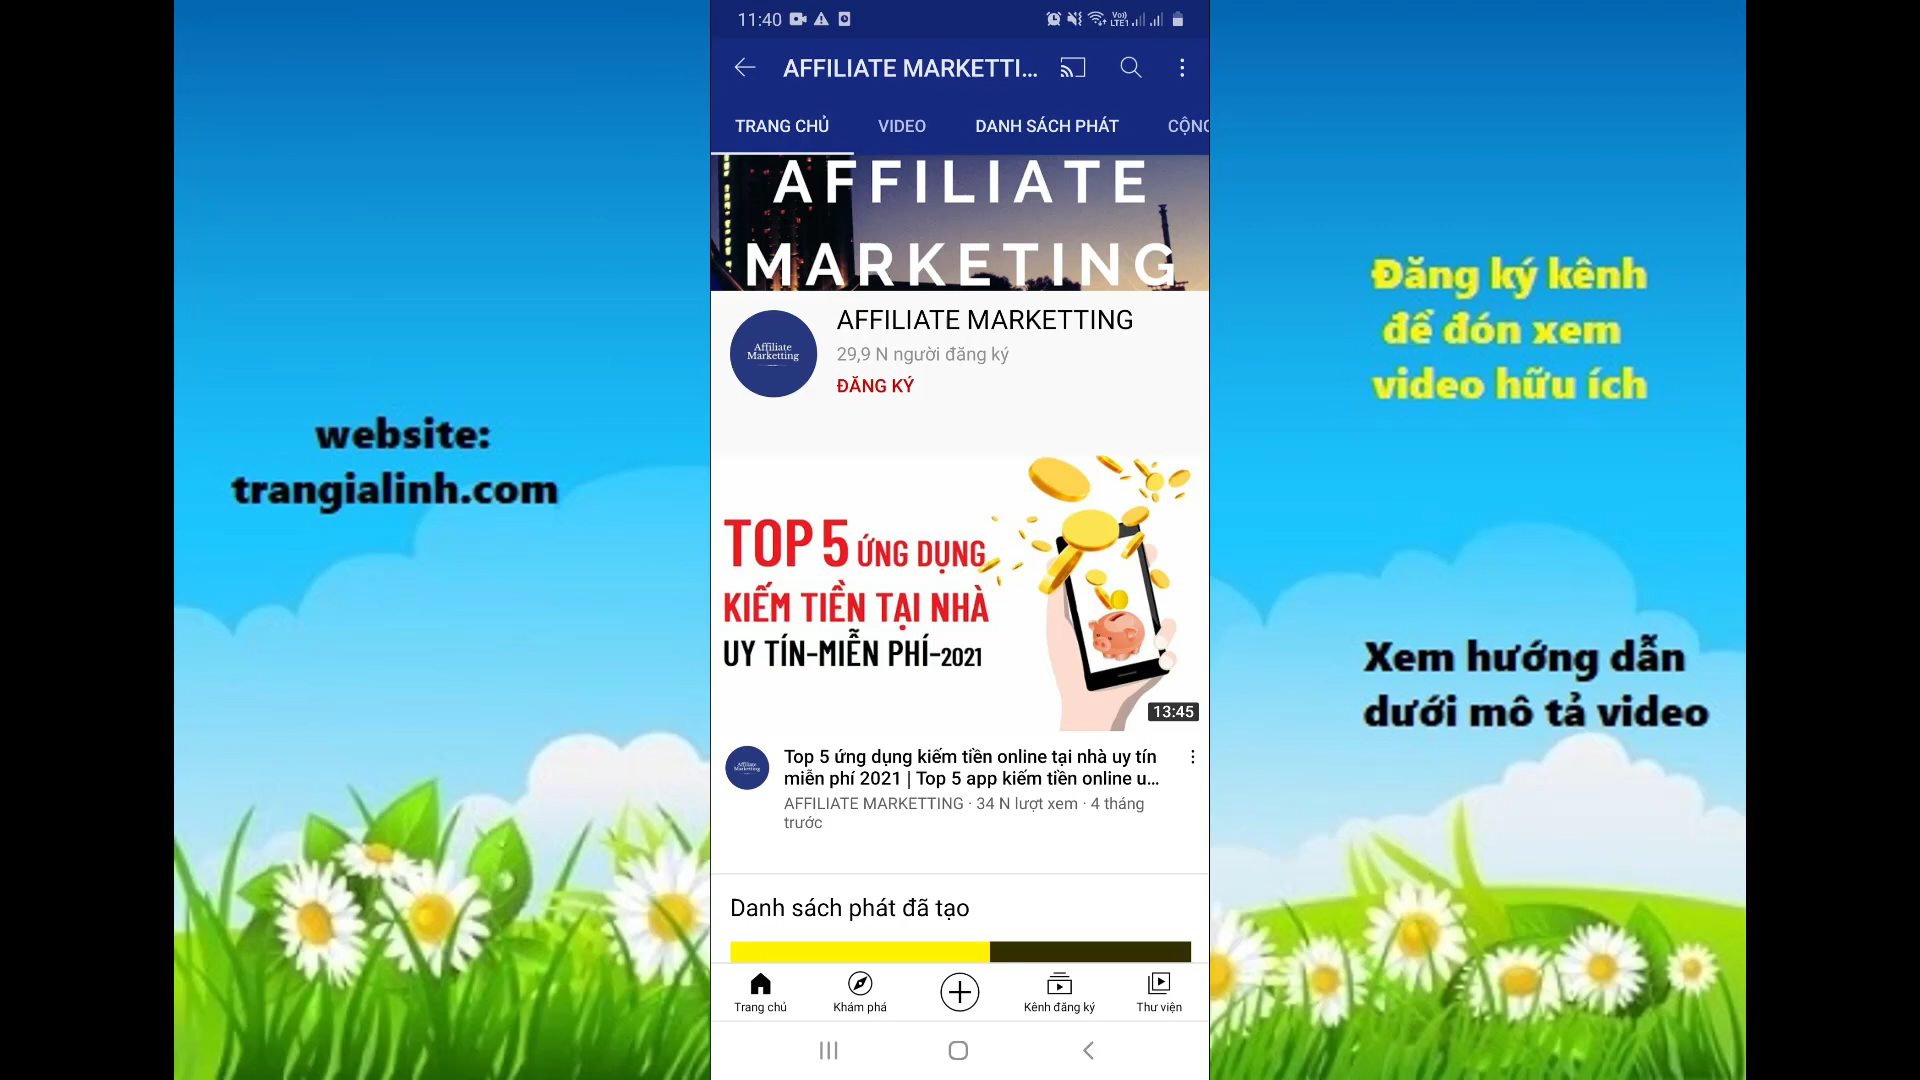 11:40
Vo)) LTE1
AFFILIATE MARKETTI...
TRANG CHỦ
VIDEO
DANH SÁCH PHÁT
CỘNG
AFFILIATE
MARKETING
Affiliate
Marketting
AFFILIATE MARKETTING
29,9 N người đăng ký
ĐĂNG KÝ
TOP 5 ỨNG DỤNG
KIẾM TIỀN TẠI NHÀ
UY TÍN-MIỄN PHÍ-2021
13:45
Affiliate
Marketting
Top 5 ứng dụng kiếm tiền online tại nhà uy tín
miễn phí 2021 | Top 5 app kiếm tiền online u...
AFFILIATE MARKETTING · 34 N lượt xem · 4 tháng
trước
Danh sách phát đã tạo
Trang chủ
Khám phá
Kênh đăng ký
Thư viện
website:
trangialinh.com
Đăng ký kênh
để đón xem
video hữu ích
Xem hướng dẫn
dưới mô tả video